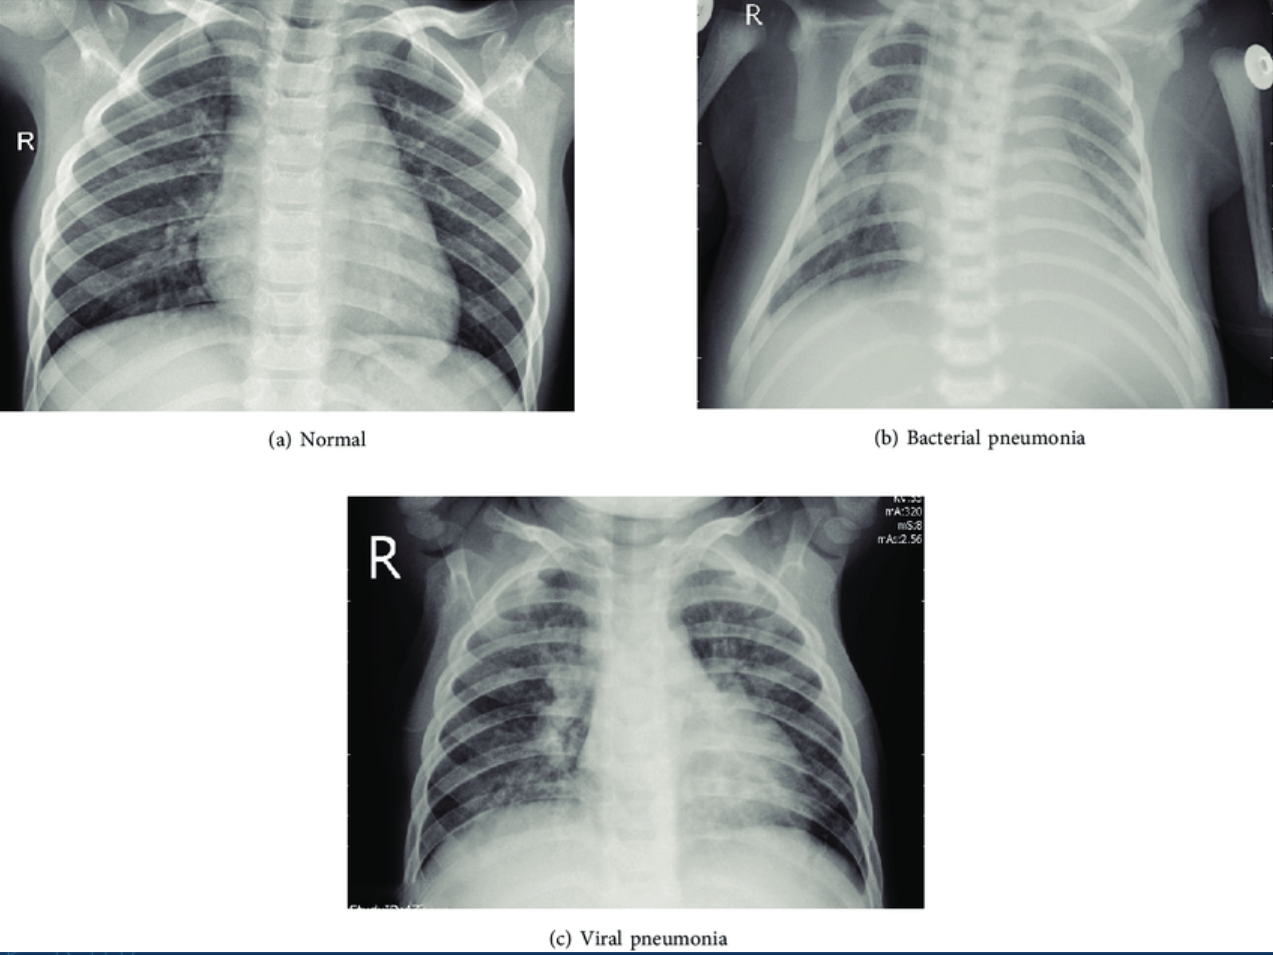 R
R
(a) Normal
(b) Bacterial pneumonia
R
mA:320
mS:8
mAs:2.56
(c) Viral pneumonia